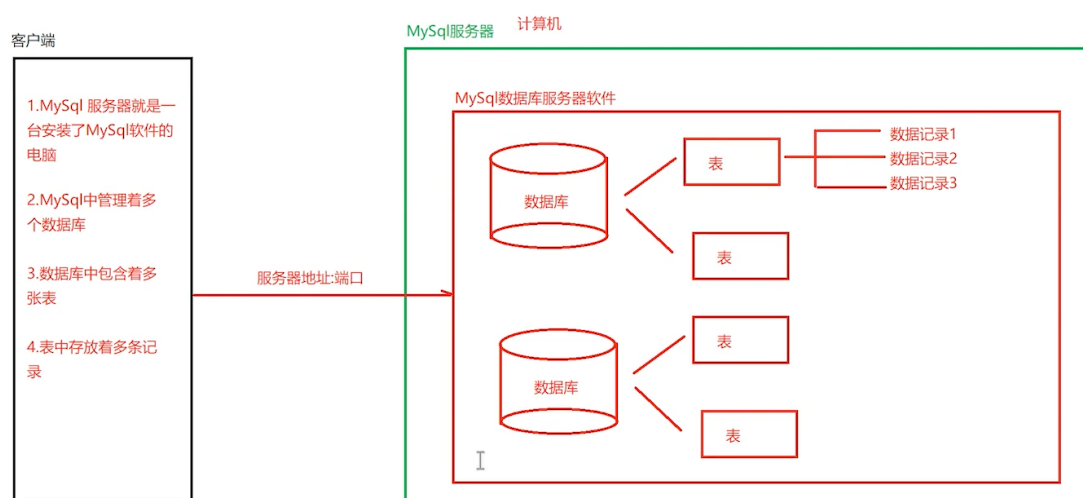 客户端
1.MySql 服务器就是一
台安装了MySql软件的
电脑
2.MySql中管理着多
个数据库
3.数据库中包含着多
张表
4.表中存放着多条记
录
服务器地址:端口
MySql服务器
计算机
MySql数据库服务器软件
数据库
表
数据记录1
数据记录2
数据记录3
表
数据库
表
表